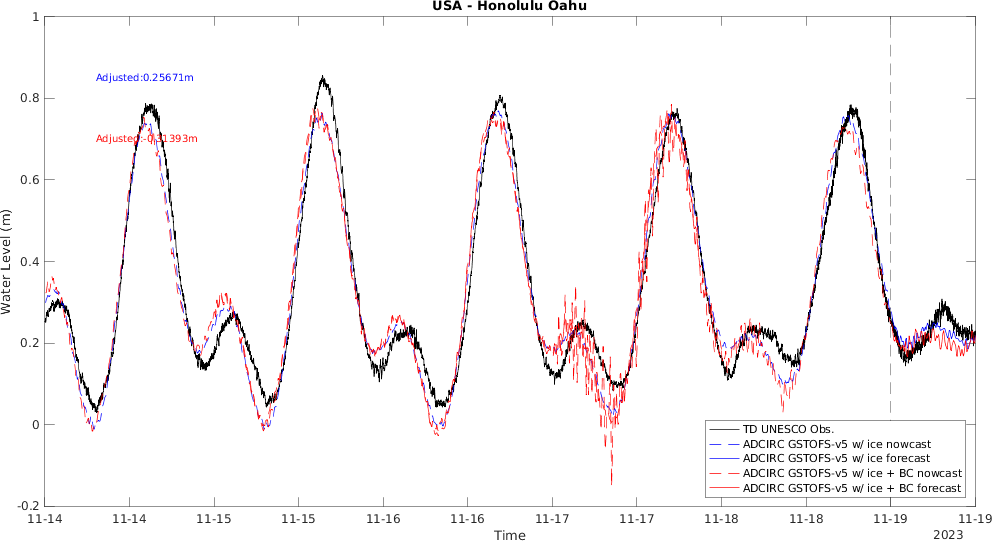 USA - Honolulu Oahu
1
0.8
0.6
0.4
0.2
0
-0.2
Water Level (m)
Adjusted:0.25671m
Adjusted:-0.31393m
TD UNESCO Obs.
ADCIRC GSTOFS-v5 w/ ice nowcast
ADCIRC GSTOFS-v5 w/ ice forecast
ADCIRC GSTOFS-v5 w/ ice + BC nowcast
ADCIRC GSTOFS-v5 w/ ice + BC forecast
11-14 11-14 11-15 11-15 11-16 11-16 11-17 11-17 11-18 11-18 11-19 11-19
Time
2023